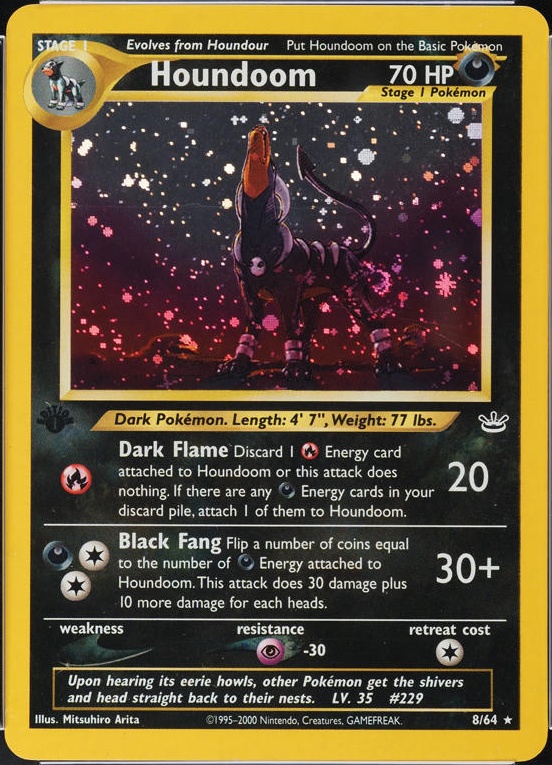 STAGE 1 Evolves from Houndour Put Houndoom on the Basic Pokémon
Houndoom 70 HP
Stage 1 Pokémon
EDITION
1
Dark Pokémon. Length: 4' 7", Weight: 77 lbs.
Dark Flame Discard 1 Energy card
attached to Houndoom or this attack does
nothing. If there are any Energy cards in your
discard pile, attach 1 of them to Houndoom.
20
Black Fang Flip a number of coins equal
to the number of Energy attached to
Houndoom. This attack does 30 damage plus
10 more damage for each heads.
30+
weakness resistance retreat cost
-30
Upon hearing its eerie howls, other Pokémon get the shivers
and head straight back to their nests. LV. 35 #229
Illus. Mitsuhiro Arita ©1995-2000 Nintendo, Creatures, GAMEFREAK. 8/64 ★